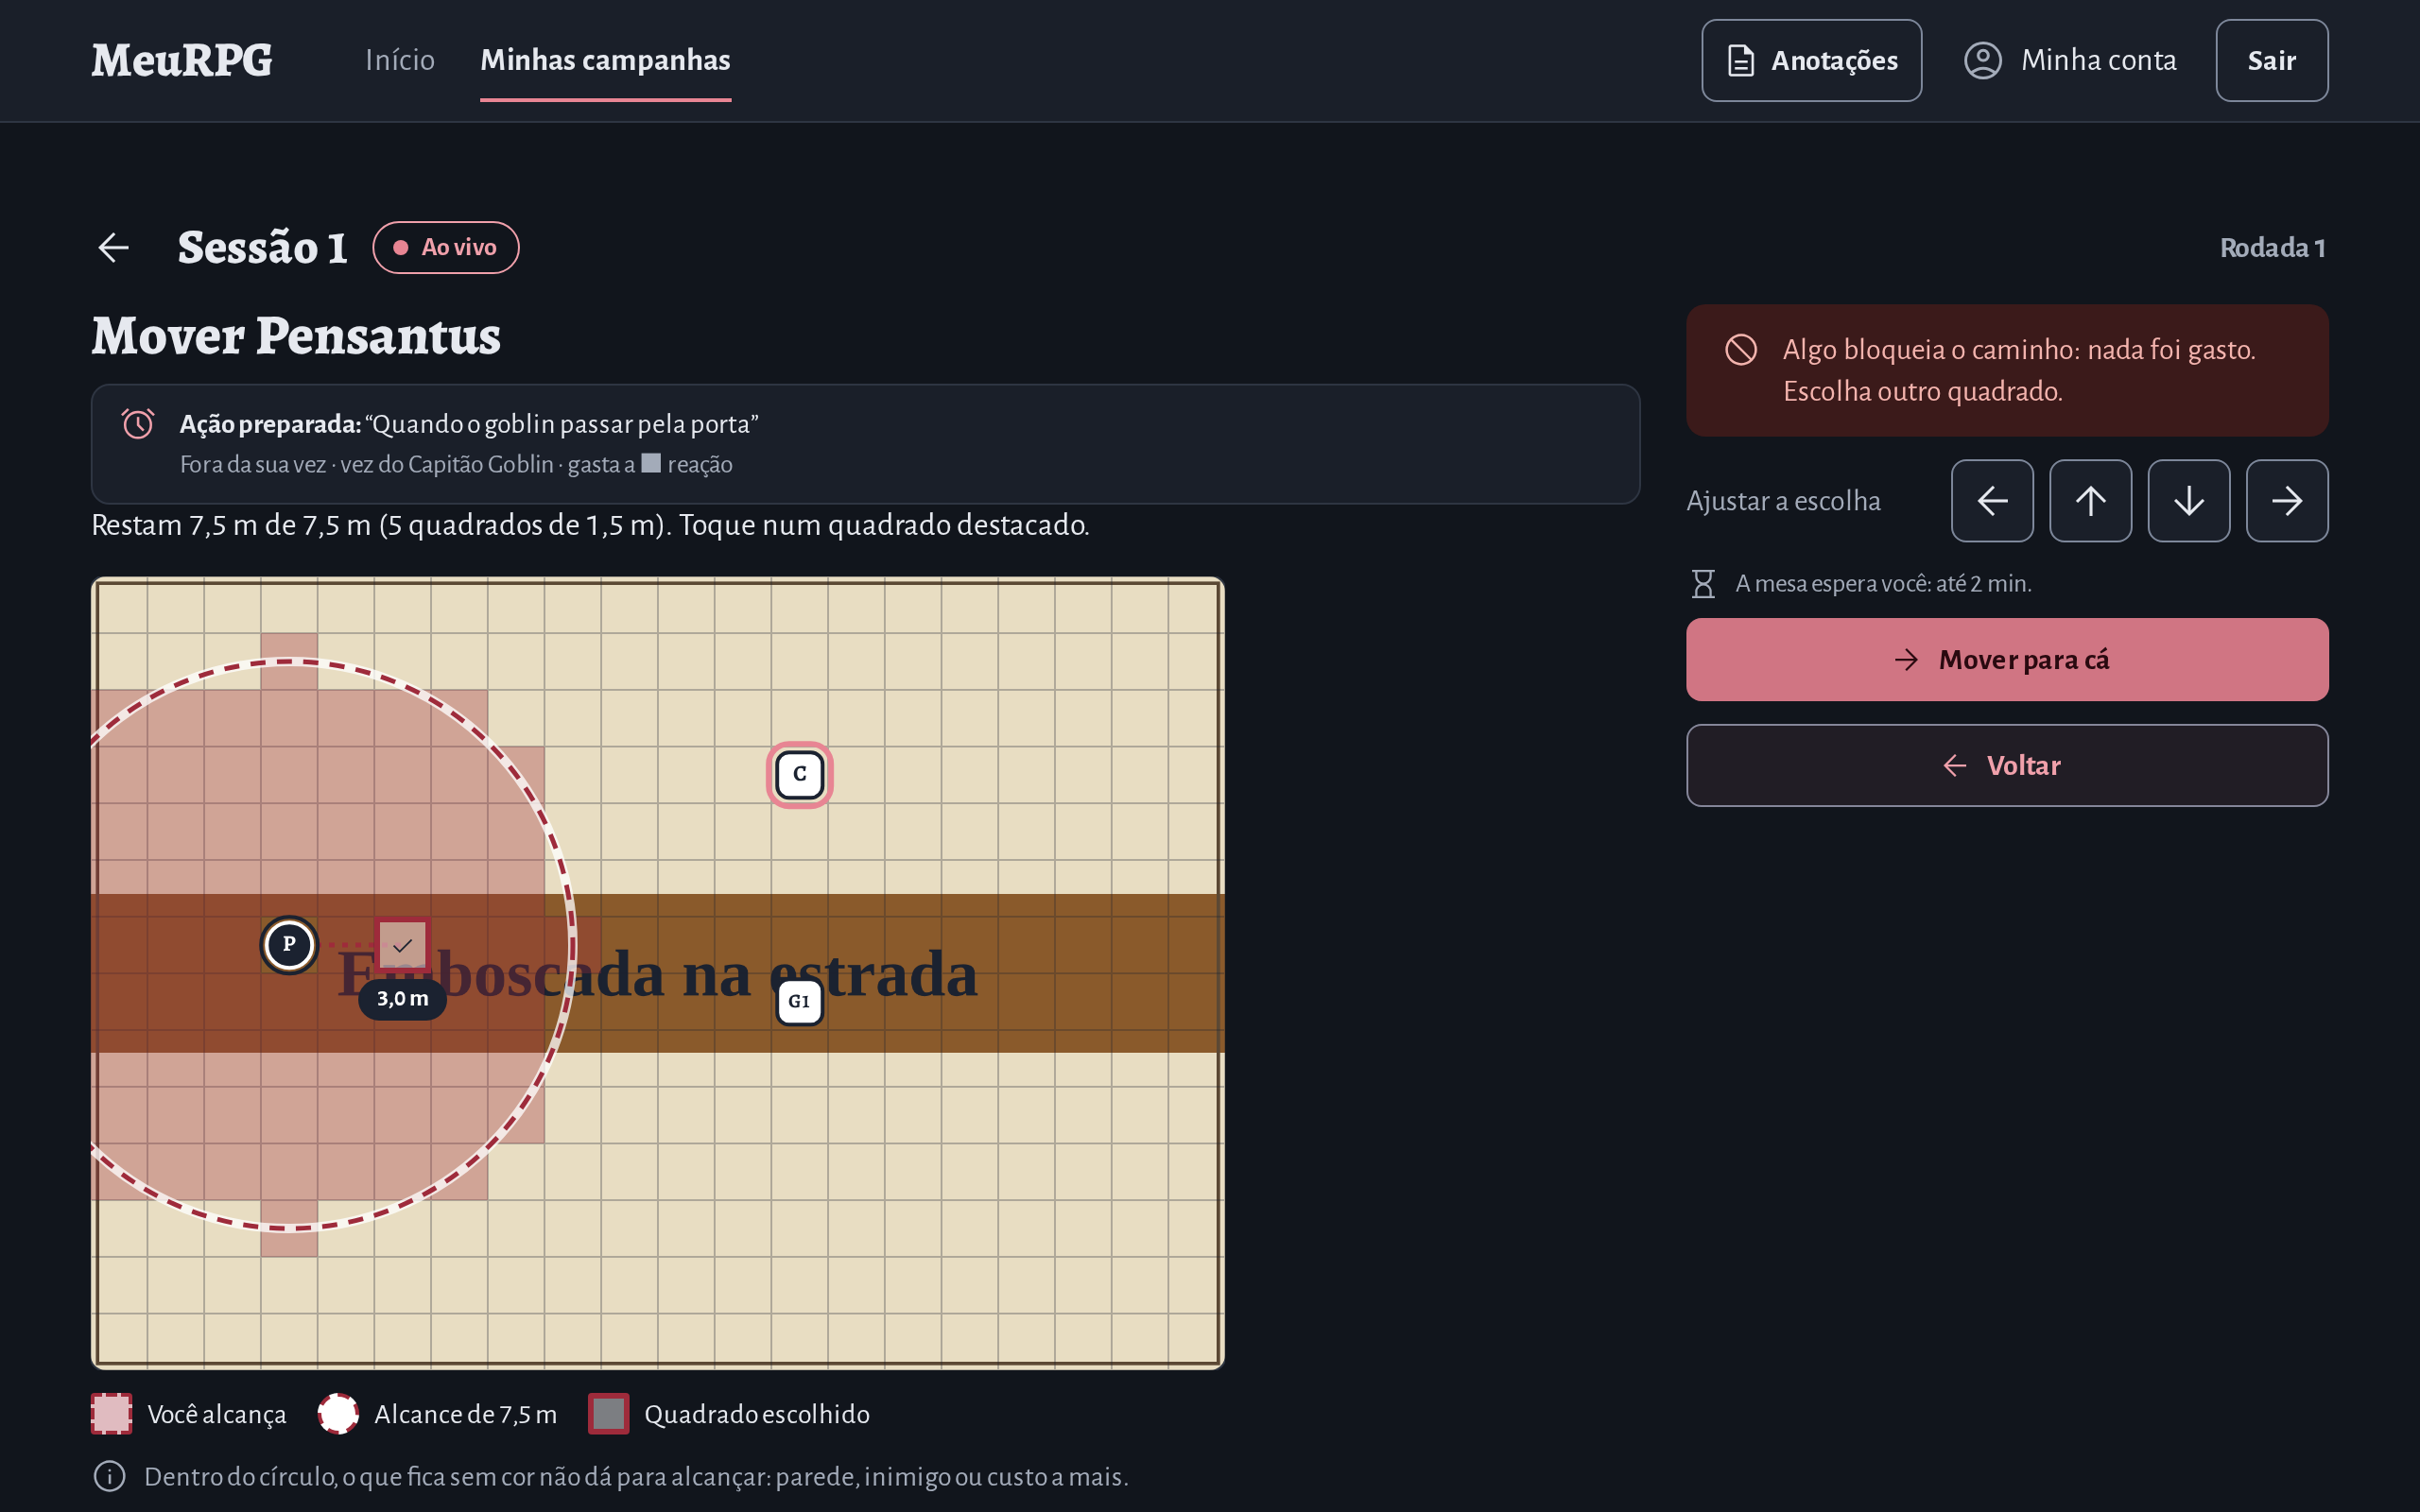 MeuRPG
Início
Minhas campanhas
Anotações
Minha conta
Sair
Sessão 1
Ao vivo
Rodada 1
Mover Pensantus
Ação preparada: “Quando o goblin passar pela porta”
Fora da sua vez · vez do Capitão Goblin · gasta a reação
Restam 7,5 m de 7,5 m (5 quadrados de 1,5 m). Toque num quadrado destacado.
C
P
Emboscada na estrada
3,0 m
G1
Você alcança
Alcance de 7,5 m
Quadrado escolhido
Dentro do círculo, o que fica sem cor não dá para alcançar: parede, inimigo ou custo a mais.
Algo bloqueia o caminho: nada foi gasto.
Escolha outro quadrado.
Ajustar a escolha
A mesa espera você: até 2 min.
Mover para cá
Voltar